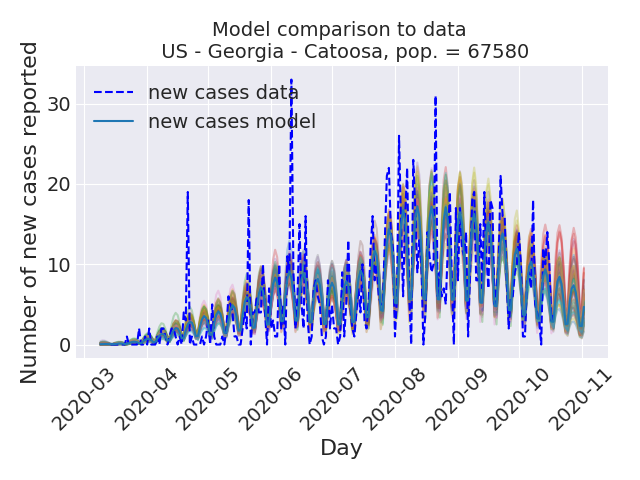 Model comparison to data
US - Georgia - Catoosa, pop. = 67580
Number of new cases reported
30
20
10
0
new cases data
new cases model
2020-03
2020-04
2020-05
2020-06
2020-07
2020-08
2020-09
2020-10
2020-11
Day